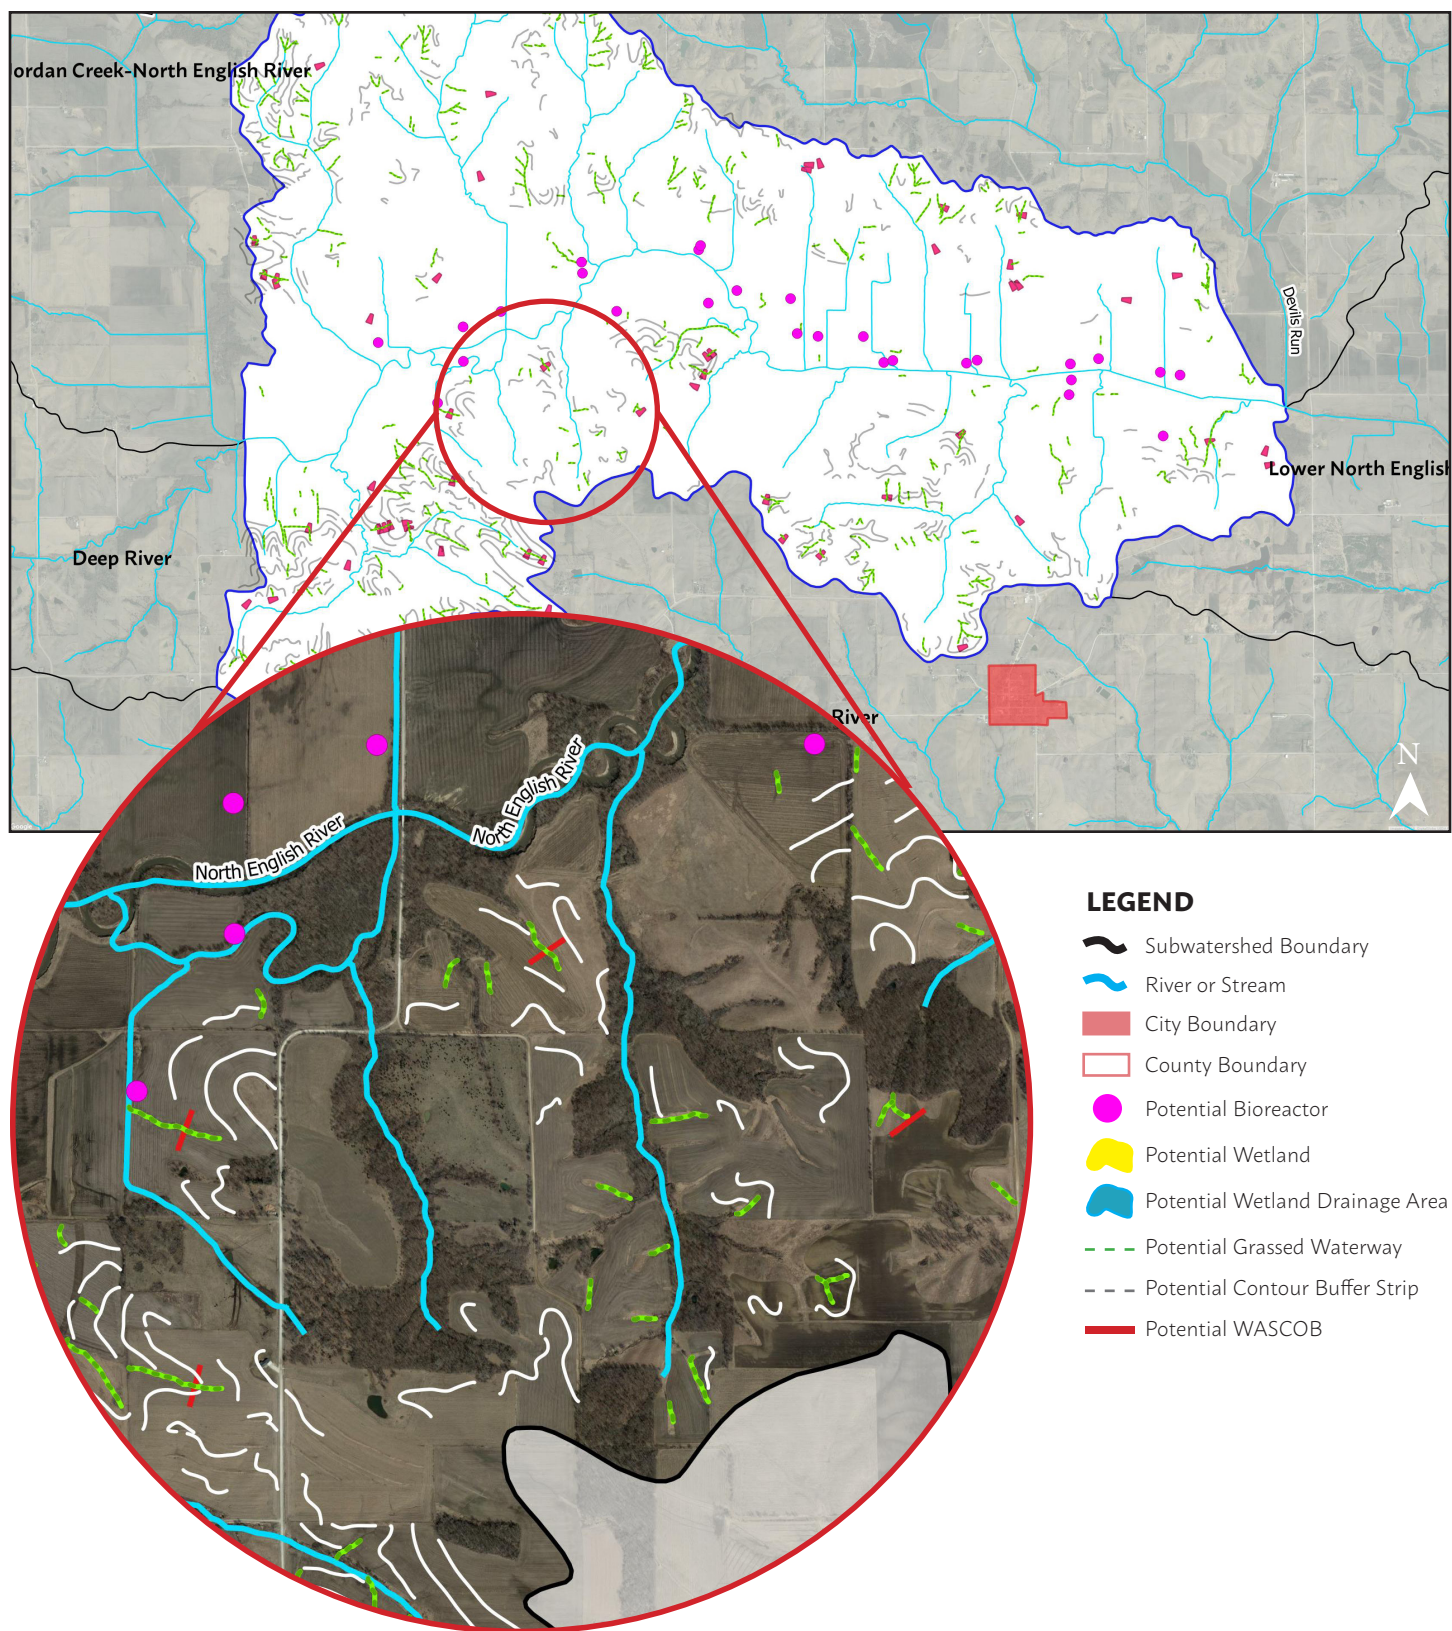 ordan Creek-North English River
Devils Run
Lower North English
Deep River
River
N
Google
North English River
North English River
LEGEND
Subwatershed Boundary
River or Stream
City Boundary
County Boundary
Potential Bioreactor
Potential Wetland
Potential Wetland Drainage Area
Potential Grassed Waterway
Potential Contour Buffer Strip
Potential WASCOB